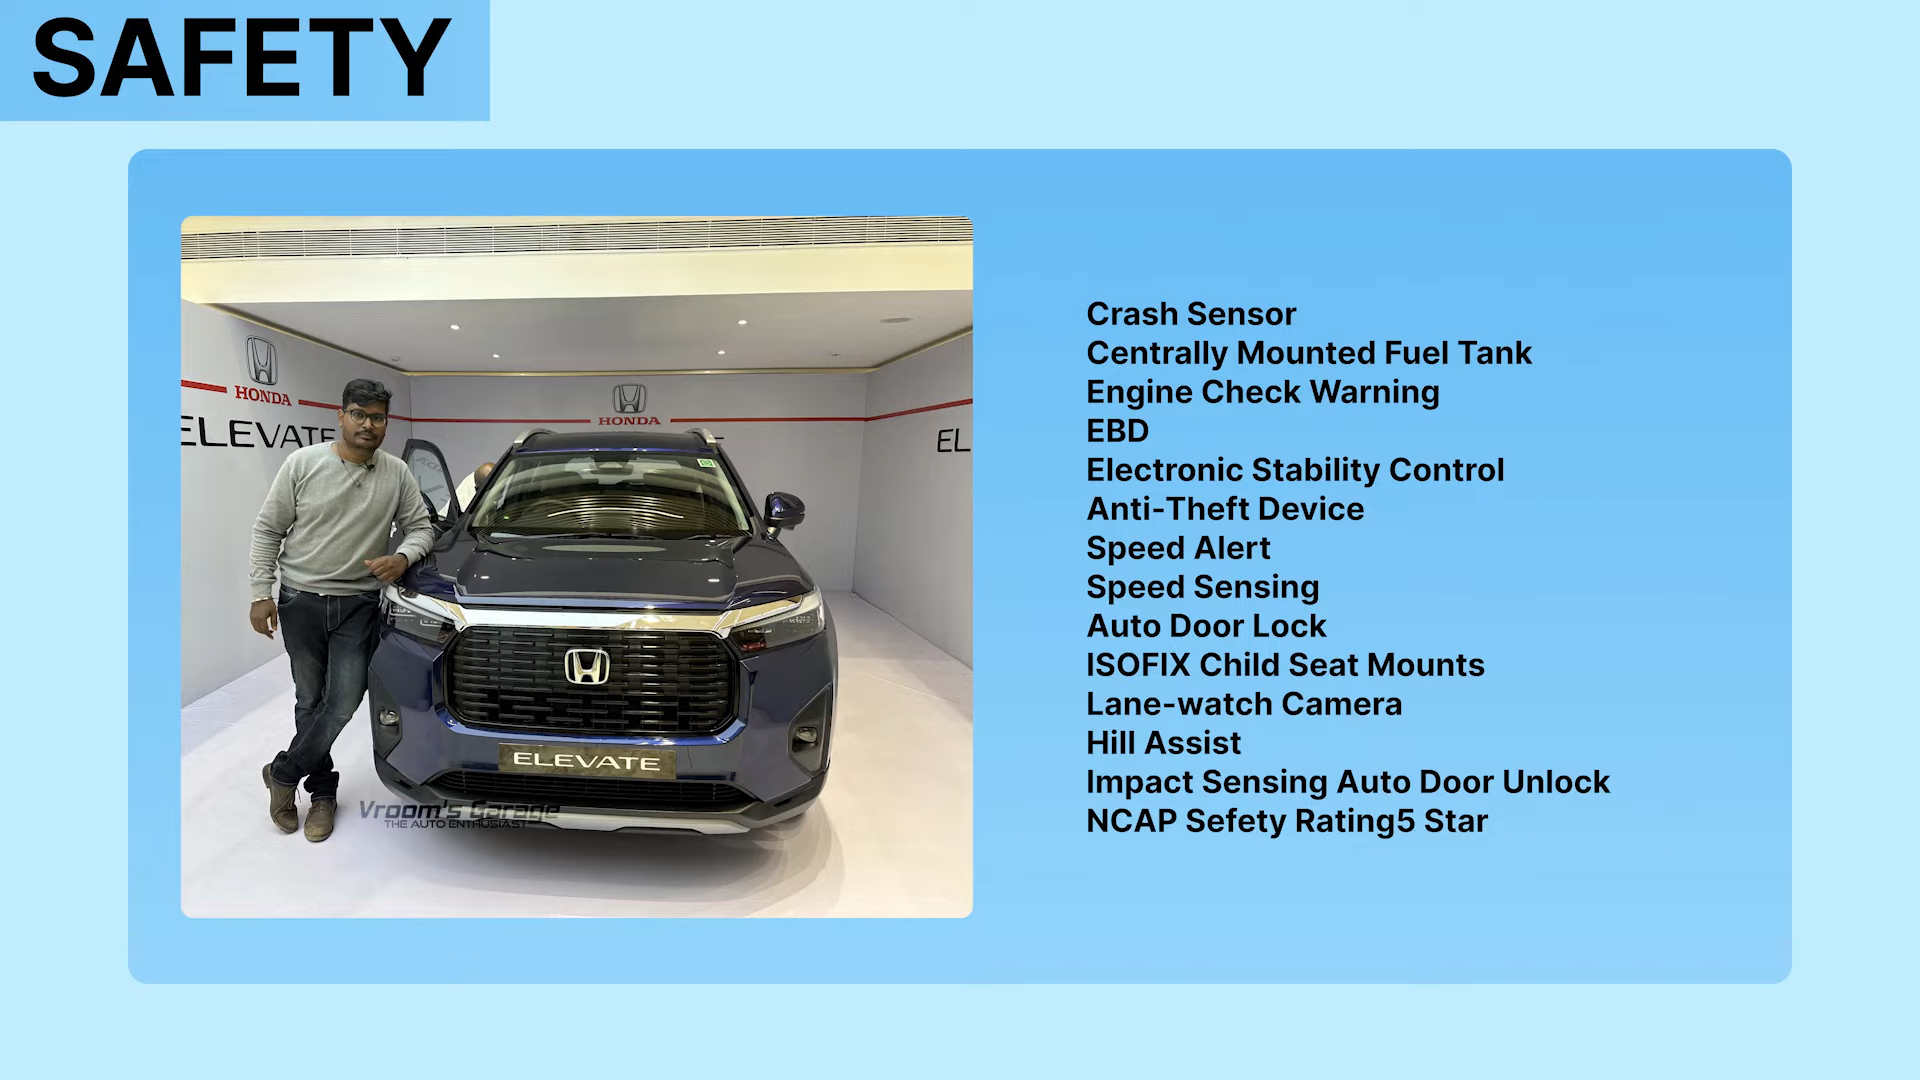 SAFETY
HONDA
ELEVATE
HONDA
EL
ELEVATE
Vroom's Garage
THE AUTO ENTHUSIAST
Crash Sensor
Centrally Mounted Fuel Tank
Engine Check Warning
EBD
Electronic Stability Control
Anti-Theft Device
Speed Alert
Speed Sensing
Auto Door Lock
ISOFIX Child Seat Mounts
Lane-watch Camera
Hill Assist
Impact Sensing Auto Door Unlock
NCAP Sefety Rating5 Star